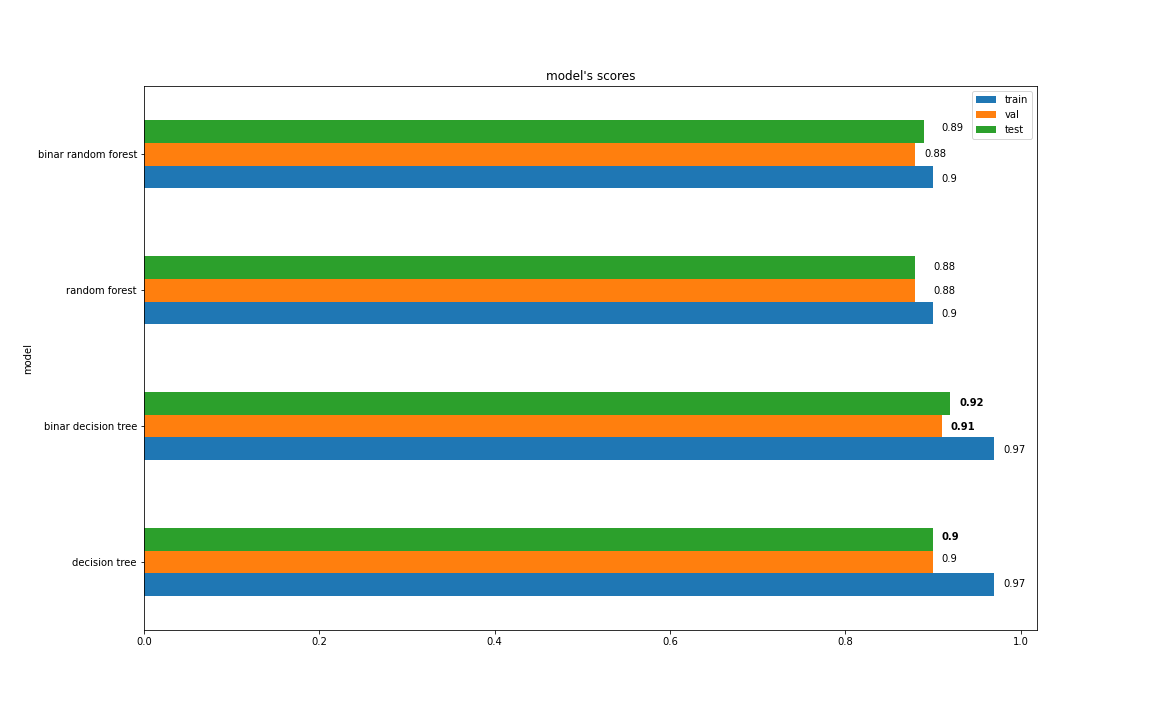 model's scores
train
val
test
binar random forest
0.89
0.88
0.9
random forest
0.88
0.88
0.9
model
binar decision tree
0.92
0.91
0.97
decision tree
0.9
0.9
0.97
0.0 0.2 0.4 0.6 0.8 1.0